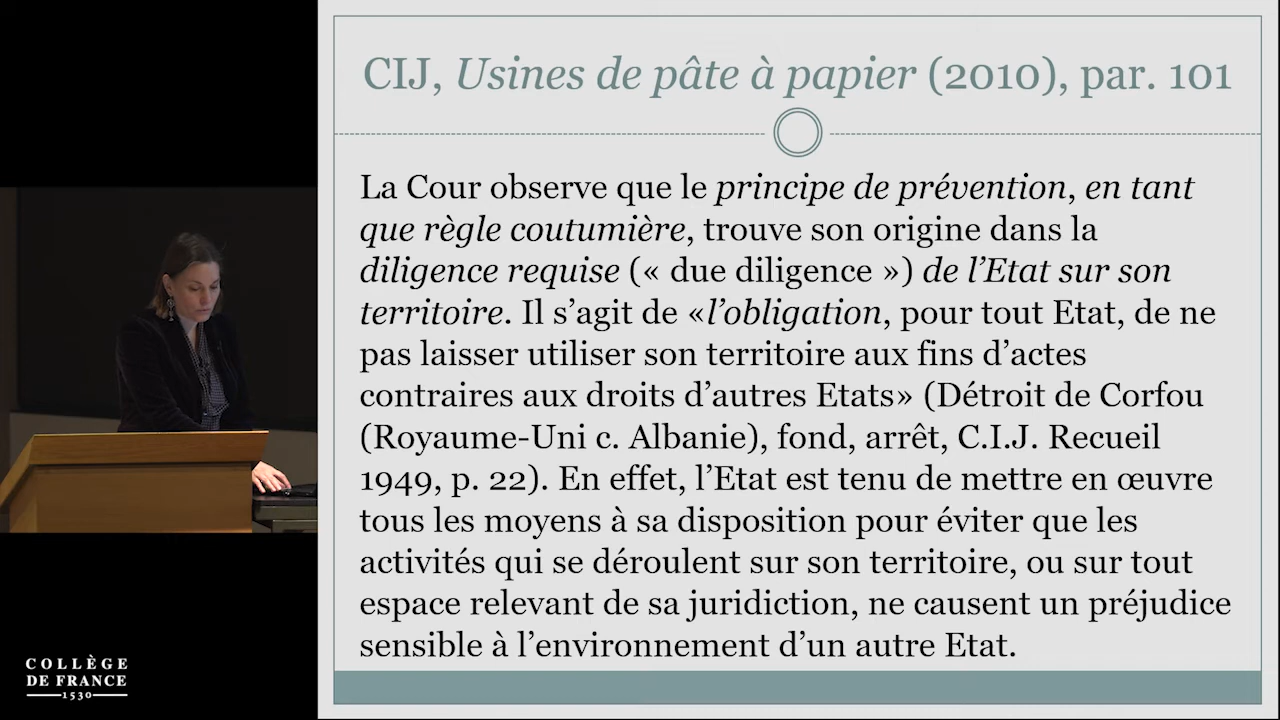 CIJ, Usines de pâte à papier (2010), par. 101
La Cour observe que le principe de prévention, en tant
que règle coutumière, trouve son origine dans la
diligence requise (« due diligence ») de l’Etat sur son
territoire. Il s’agit de «l’obligation, pour tout Etat, de ne
pas laisser utiliser son territoire aux fins d’actes
contraires aux droits d’autres Etats» (Détroit de Corfou
(Royaume-Uni c. Albanie), fond, arrêt, C.I.J. Recueil
1949, p. 22). En effet, l’Etat est tenu de mettre en œuvre
tous les moyens à sa disposition pour éviter que les
activités qui se déroulent sur son territoire, ou sur tout
espace relevant de sa juridiction, ne causent un préjudice
sensible à l’environnement d’un autre Etat.
COLLÈGE
DE FRANCE
1530